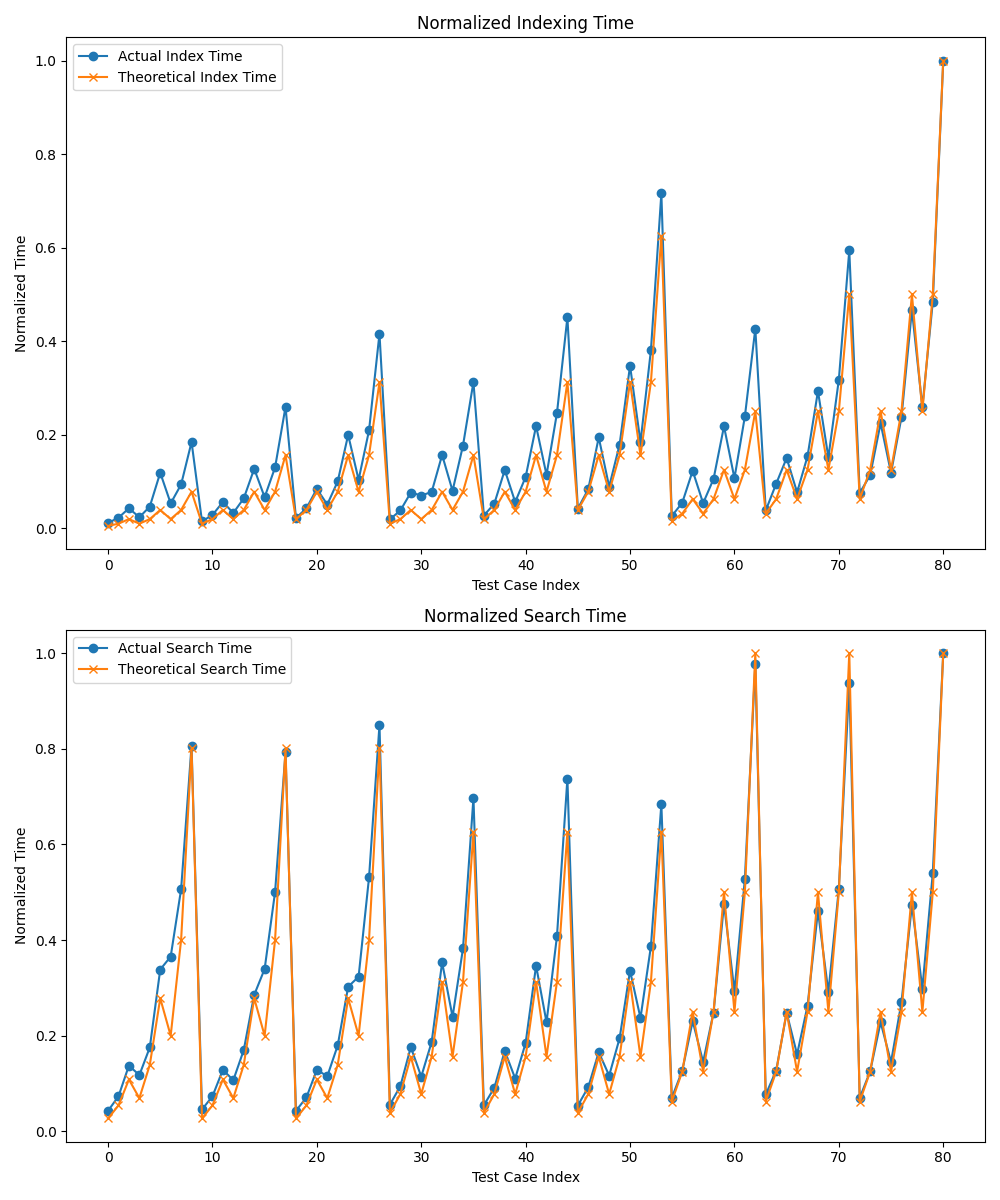 Normalized Indexing Time
Actual Index Time
Theoretical Index Time
Normalized Time
1.0
0.8
0.6
0.4
0.2
0.0
0 10 20 30 40 50 60 70 80
Test Case Index
Normalized Search Time
Actual Search Time
Theoretical Search Time
Normalized Time
1.0
0.8
0.6
0.4
0.2
0.0
0 10 20 30 40 50 60 70 80
Test Case Index